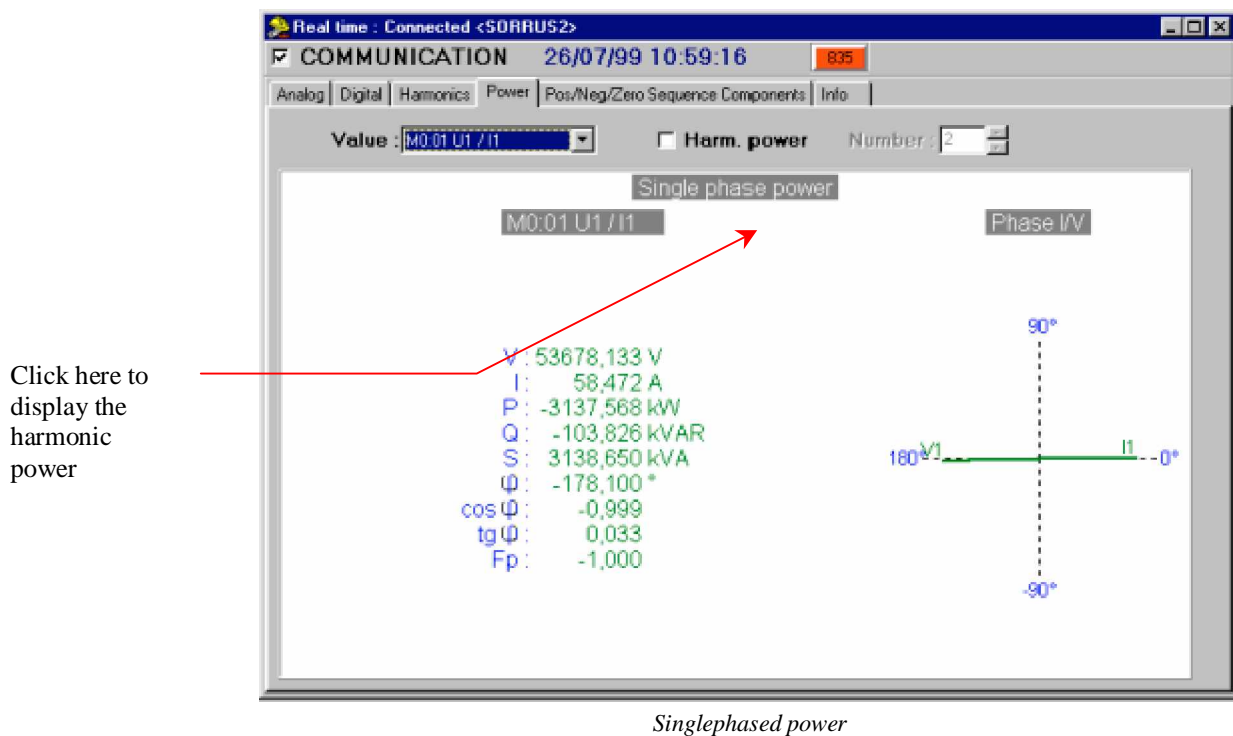 Real time : Connected <SORRUS2>
COMMUNICATION 26/07/99 10:59:16 835
Analog Digital Harmonics Power Pos/Neg/Zero Sequence Components Info
Value : M0:01 U1 / I1 Harm. power Number : 2
Single phase power
M0:01 U1 / I1 Phase I/V
Click here to
display the
harmonic
power
V : 53678,133 V
I : 58,472 A
P : -3137,568 kW
Q : -103,826 kVAR
S : 3138,650 kVA
φ : -178,100 °
cos φ : -0,999
tg φ : 0,033
Fp : -1,000
90°
180° V1 I1 0°
-90°
Singlephased power